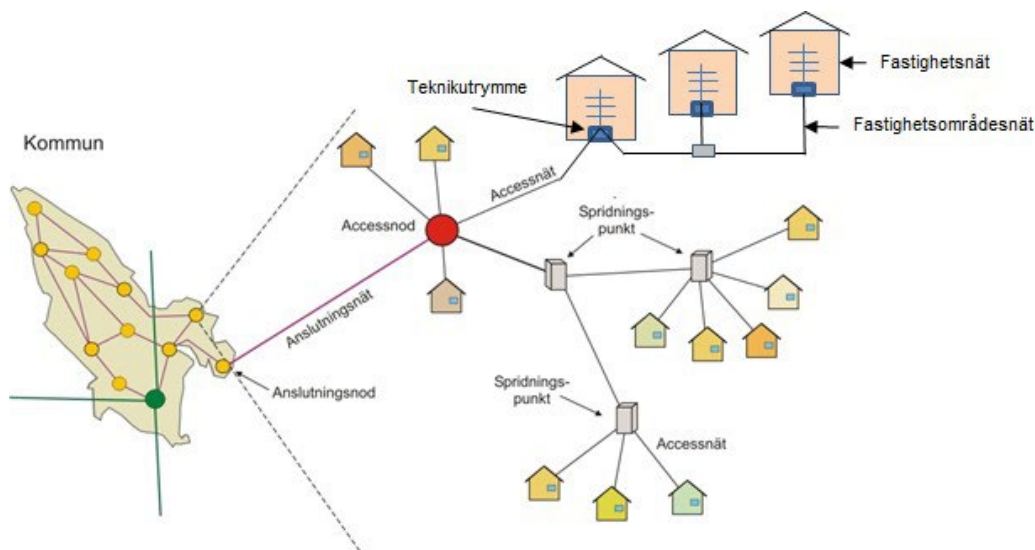 Fastighetsnät
Teknikutrymme
Fastighetsområdesnät
Kommun
Accessnät
Accessnod
Spridnings-
punkt
Anslutningsnät
Anslutningsnod
Spridnings-
punkt
Accessnät